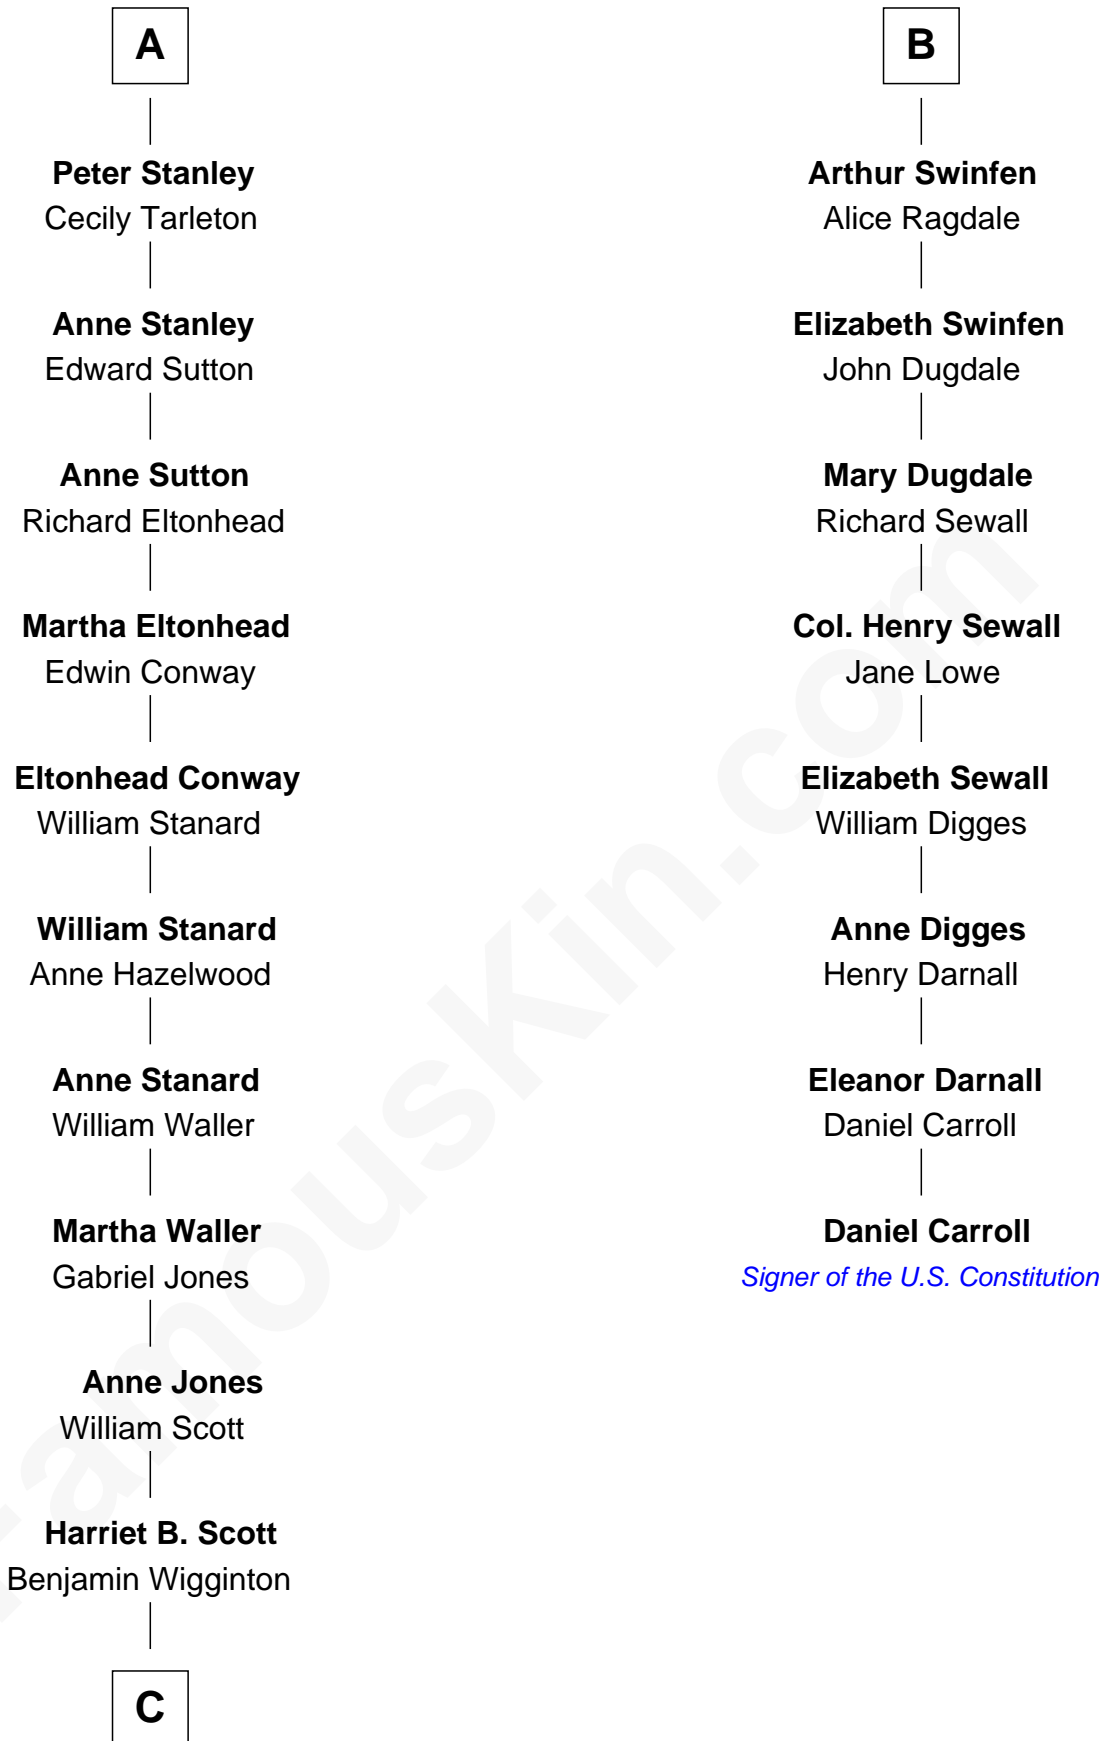 A
Peter Stanley
Cecily Tarleton
Anne Stanley
Edward Sutton
Anne Sutton
Richard Eltonhead
Martha Eltonhead
Edwin Conway
Eltonhead Conway
William Stanard
William Stanard
Anne Hazelwood
Anne Stanard
William Waller
Martha Waller
Gabriel Jones
Anne Jones
William Scott
Harriet B. Scott
Benjamin Wigginton
C
B
Arthur Swinfen
Alice Ragdale
Elizabeth Swinfen
John Dugdale
Mary Dugdale
Richard Sewall
Col. Henry Sewall
Jane Lowe
Elizabeth Sewall
William Digges
Anne Digges
Henry Darnall
Eleanor Darnall
Daniel Carroll
Daniel Carroll
Signer of the U.S. Constitution
FamousKin.com